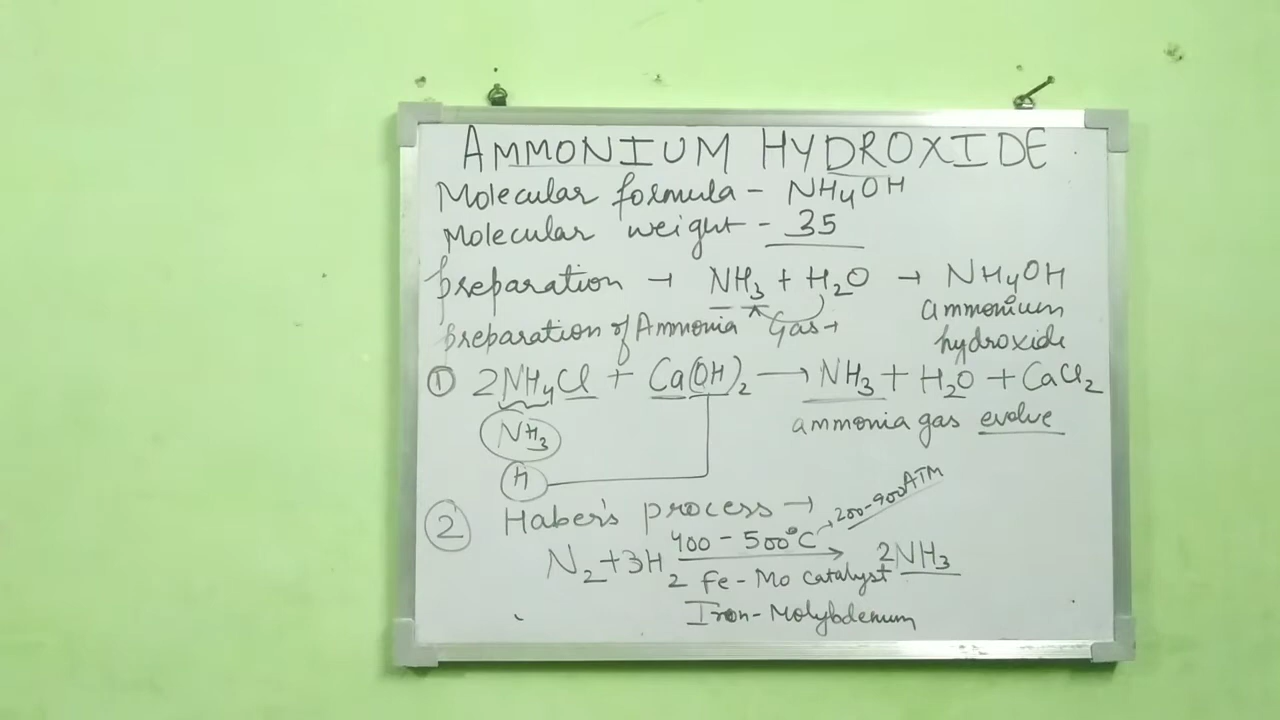 AMMONIUM HYDROXIDE
Molecular formula - NH4OH
Molecular weight - 35
preparation → NH3 + H2O → NH4OH
ammonium
preparation of Ammonia Gas →
hydroxide
① 2NH4Cl + Ca(OH)2 → NH3 + H2O + CaCl2
ammonia gas evolve
NH3
H
② Haber's process →
400 - 500°C → 200-900 ATM
N2 + 3H2 → 2NH3
Fe - Mo catalyst
Iron - Molybdenum